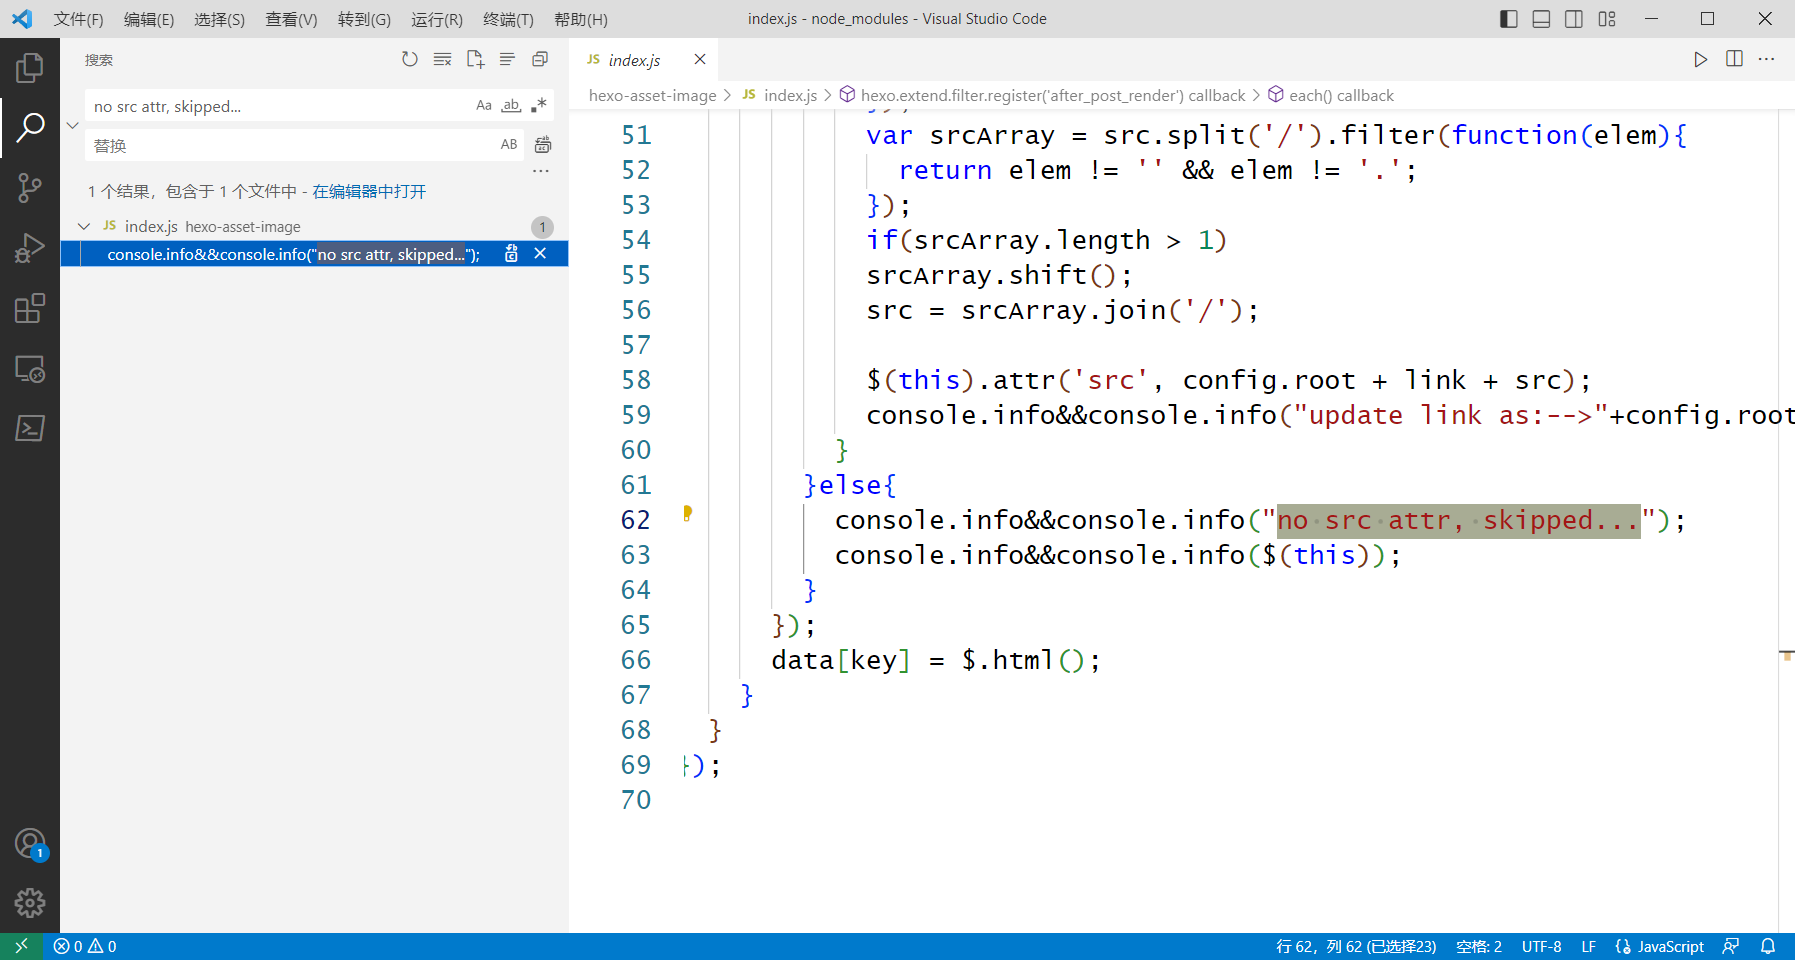 文件(F) 编辑(E) 选择(S) 查看(V) 转到(G) 运行(R) 终端(T) 帮助(H) index.js - node_modules - Visual Studio Code
搜索
no src attr, skipped... Aa ab
替换 AB
1 个结果，包含于 1 个文件中 - 在编辑器中打开
JS index.js hexo-asset-image 1
console.info&&console.info("no src attr, skipped...");
JS index.js
hexo-asset-image > JS index.js > hexo.extend.filter.register('after_post_render') callback > each() callback
51 var srcArray = src.split('/').filter(function(elem){
52 return elem != '' && elem != '.';
53 });
54 if(srcArray.length > 1)
55 srcArray.shift();
56 src = srcArray.join('/');
57
58 $(this).attr('src', config.root + link + src);
59 console.info&&console.info("update link as:-->"+config.root
60 }
61 }else{
62 console.info&&console.info("no src attr, skipped...");
63 console.info&&console.info($(this));
64 }
65 });
66 data[key] = $.html();
67 }
68 }
69 });
70
1
0 0 行 62，列 62 (已选择23) 空格: 2 UTF-8 LF JavaScript